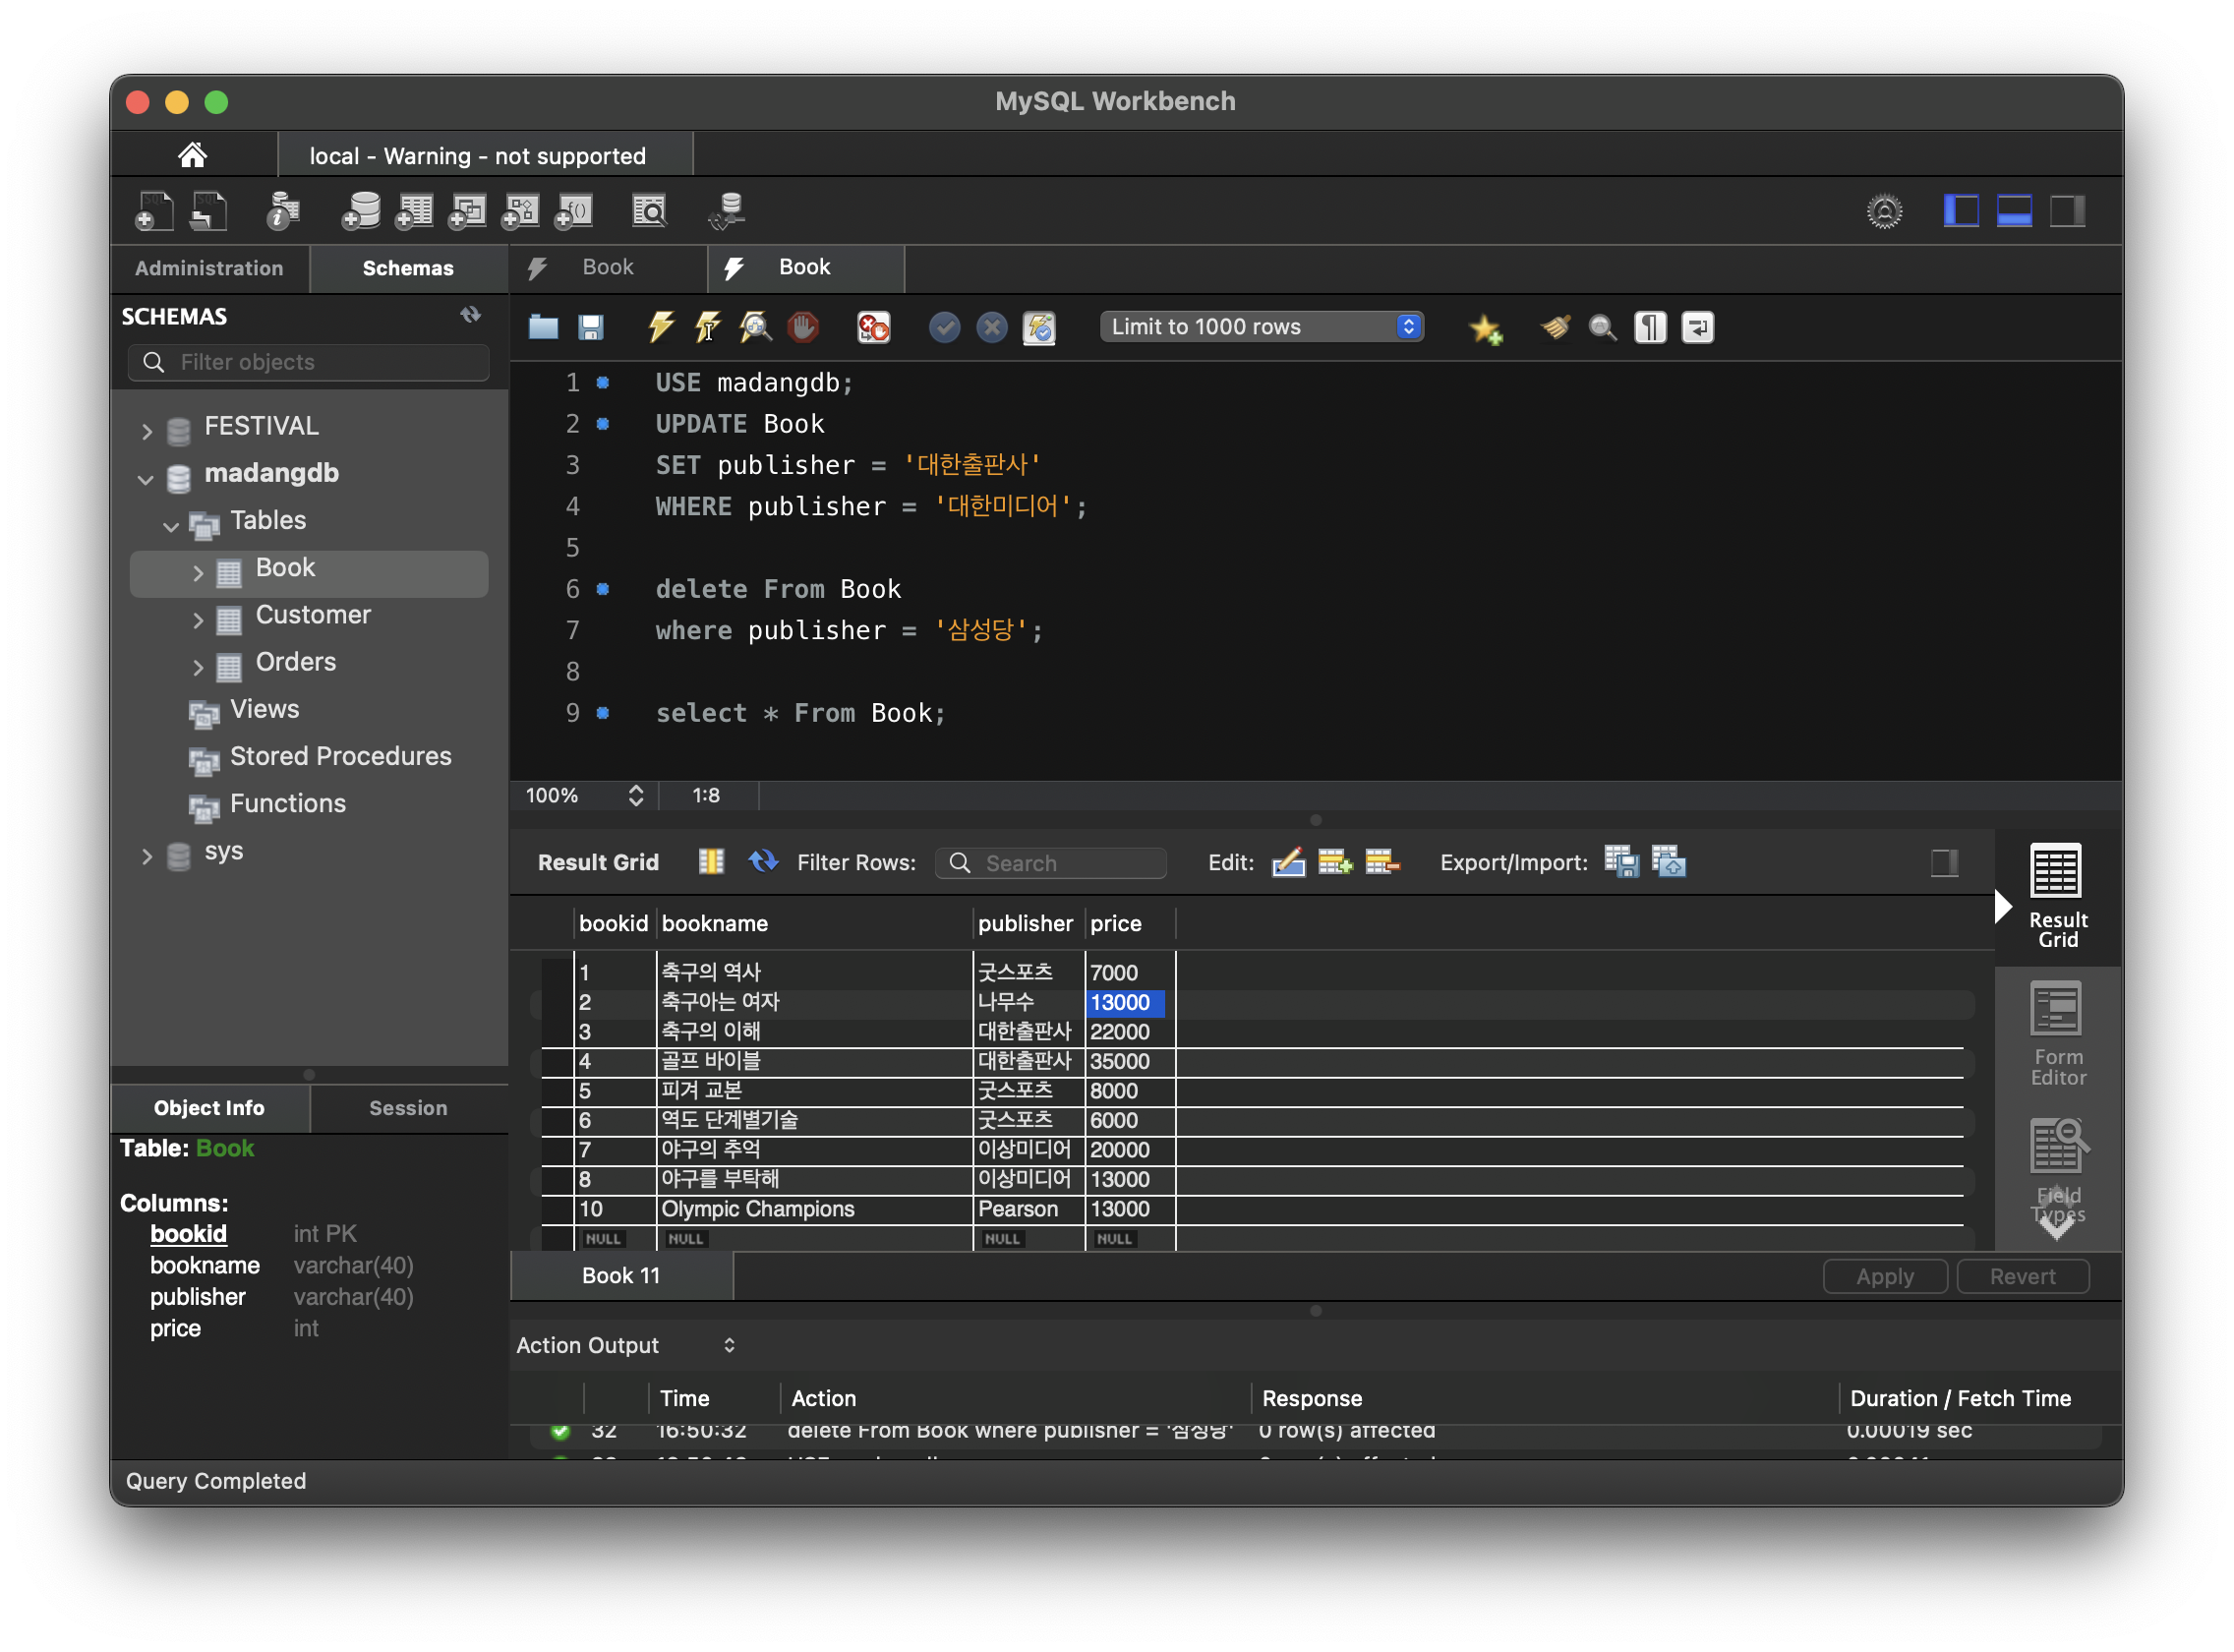 MySQL Workbench
local - Warning - not supported
Administration
Schemas
Book
Book
SCHEMAS
Filter objects
Limit to 1000 rows
FESTIVAL
madangdb
Tables
Book
Customer
Orders
Views
Stored Procedures
Functions
sys
1 USE madangdb;
2 UPDATE Book
3 SET publisher = '대한출판사'
4 WHERE publisher = '대한미디어';
5
6 delete From Book
7 where publisher = '삼성당';
8
9 select * From Book;
100% 1:8
Result Grid Filter Rows: Search Edit: Export/Import:
bookid bookname publisher price
1 축구의 역사 굿스포츠 7000
2 축구아는 여자 나무수 13000
3 축구의 이해 대한출판사 22000
4 골프 바이블 대한출판사 35000
5 피겨 교본 굿스포츠 8000
6 역도 단계별기술 굿스포츠 6000
7 야구의 추억 이상미디어 20000
8 야구를 부탁해 이상미디어 13000
10 Olympic Champions Pearson 13000
NULL NULL NULL NULL
Result
Grid
Form
Editor
Field
Types
Book 11
Apply Revert
Object Info Session
Table: Book
Columns:
bookid int PK
bookname varchar(40)
publisher varchar(40)
price int
Action Output
Time Action Response Duration / Fetch Time
32 16:50:32 delete From Book where publisher = '삼성당' 0 row(s) affected 0.00019 sec
Query Completed